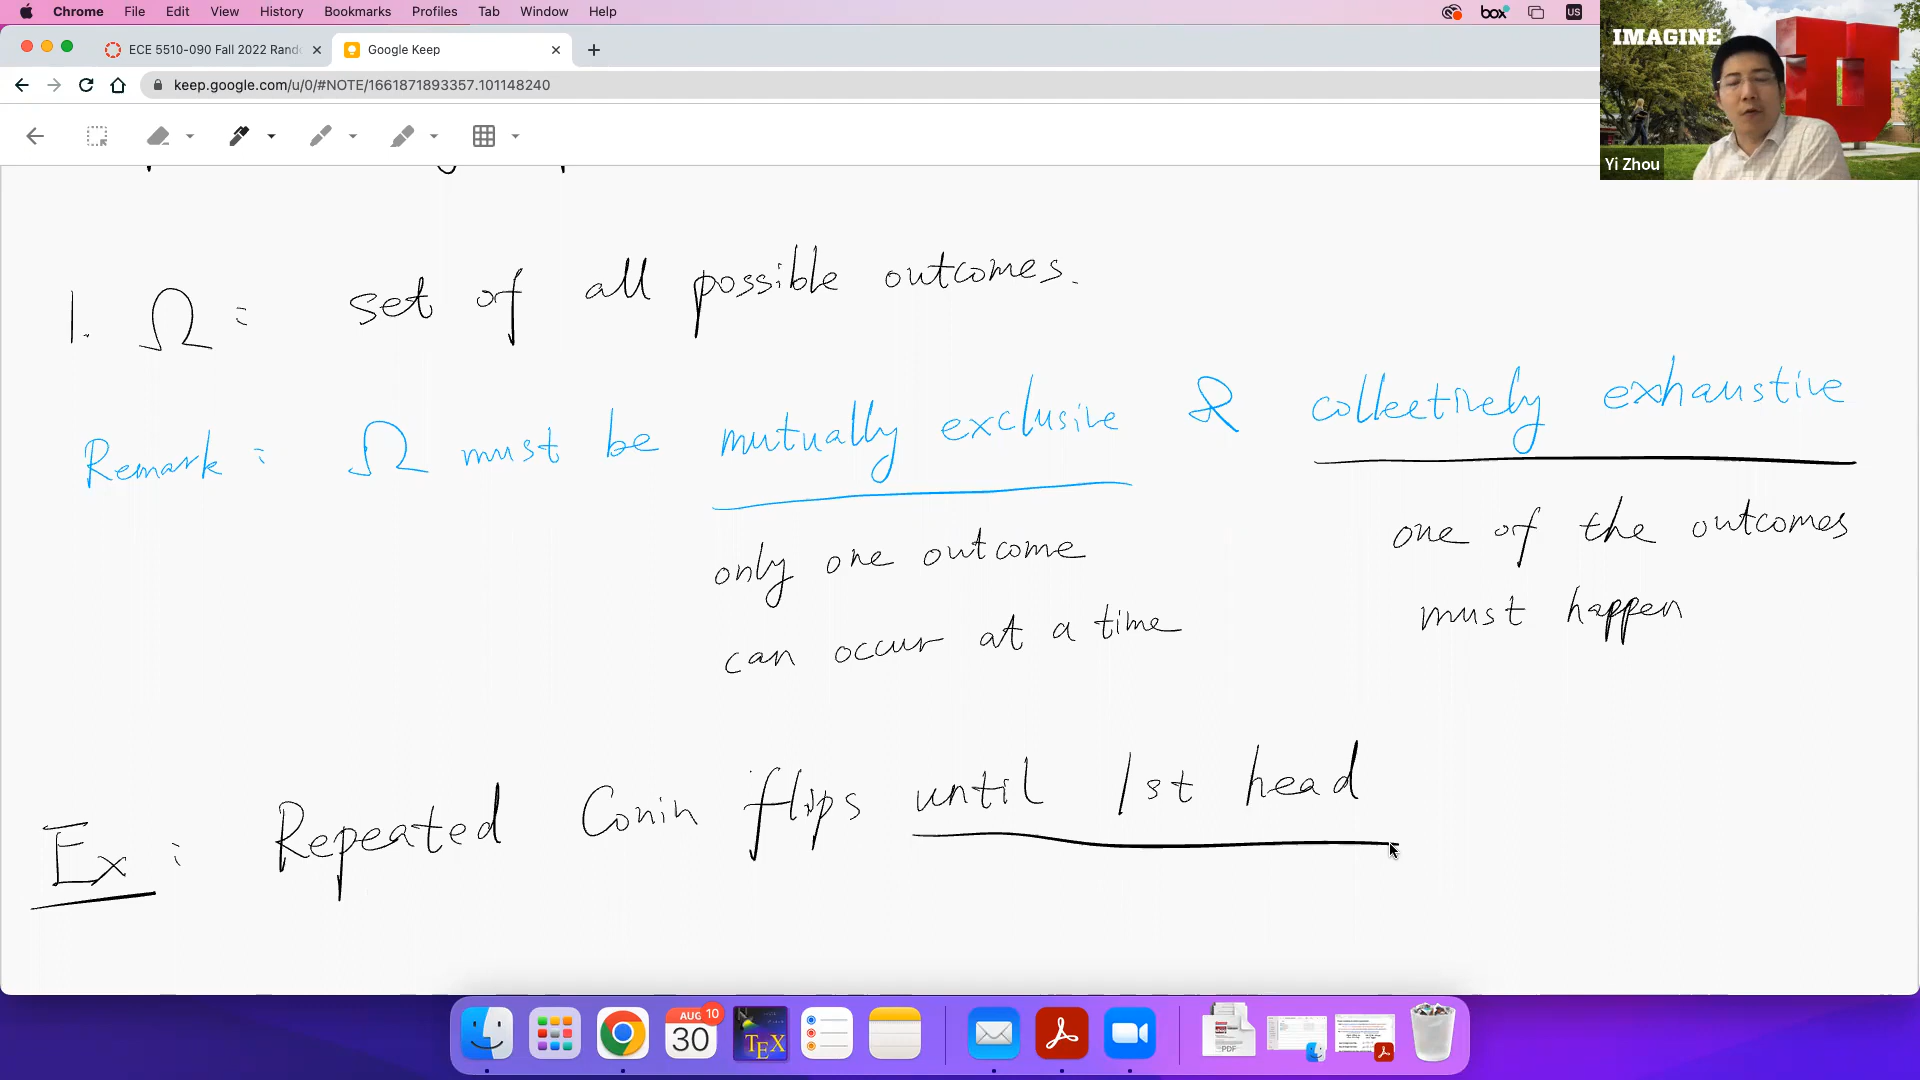 Chrome File Edit View History Bookmarks Profiles Tab Window Help
box
US
ECE 5510-090 Fall 2022 Rand
Google Keep
keep.google.com/u/0/#NOTE/1661871893357.101148240
IMAGINE
U
Yi Zhou
1. Ω: set of all possible outcomes.
Remark: Ω must be mutually exclusive & collectively exhaustive
only one outcome
can occur at a time
one of the outcomes
must happen
Ex: Repeated Conin flips until 1st head
AUG 10
30
TEX
PDF